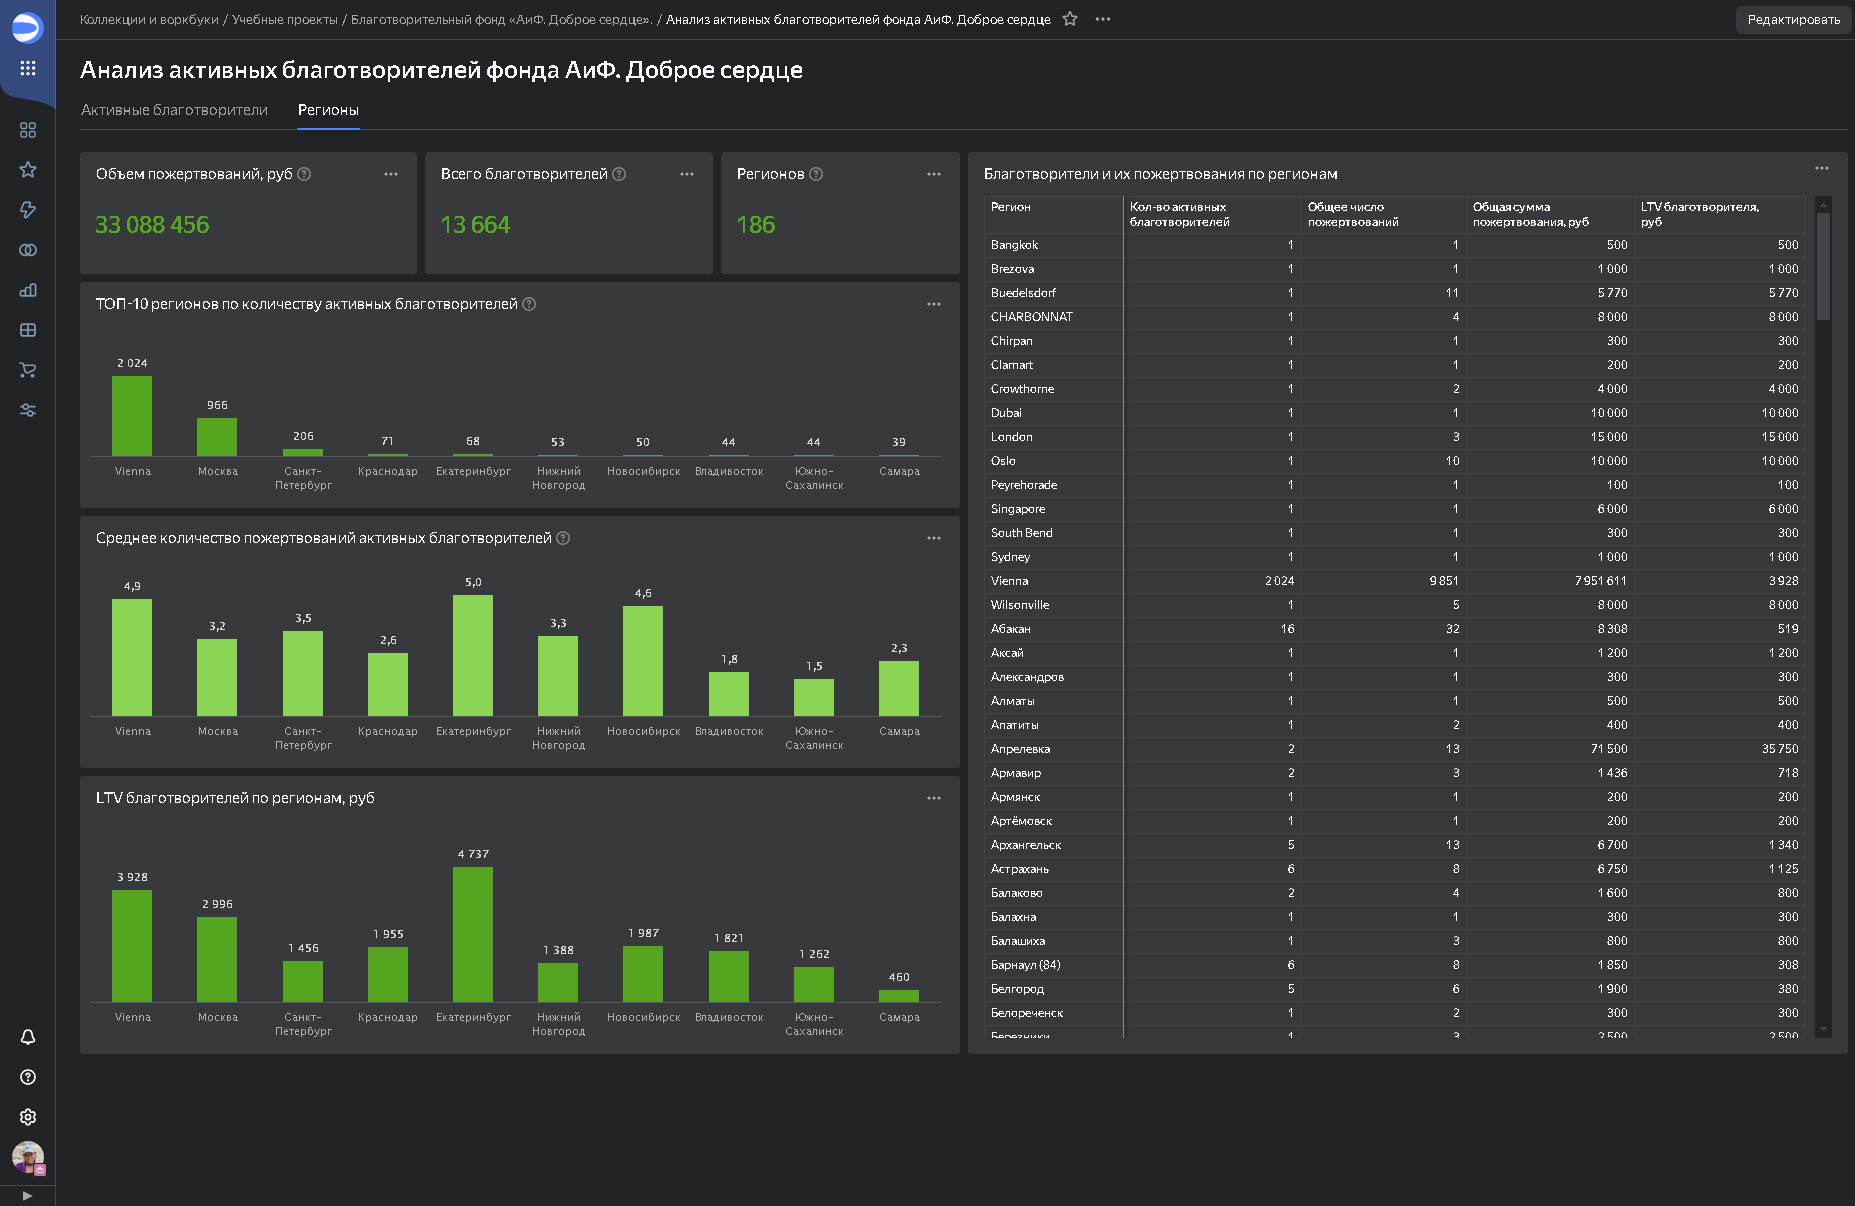 Коллекции и воркбуки / Учебные проекты / Благотворительный фонд «АиФ. Доброе сердце». / Анализ активных благотворителей фонда АиФ. Доброе сердце
Редактировать
Анализ активных благотворителей фонда АиФ. Доброе сердце
Активные благотворители Регионы
Объем пожертвований, руб
33 088 456
Всего благотворителей
13 664
Регионов
186
ТОП-10 регионов по количеству активных благотворителей
2 024 966 206 71 68 53 50 44 44 39
Vienna Москва Санкт-Петербург Краснодар Екатеринбург Нижний Новгород Новосибирск Владивосток Южно-Сахалинск Самара
Среднее количество пожертвований активных благотворителей
4,9 3,2 3,5 2,6 5,0 3,3 4,6 1,8 1,5 2,3
Vienna Москва Санкт-Петербург Краснодар Екатеринбург Нижний Новгород Новосибирск Владивосток Южно-Сахалинск Самара
LTV благотворителей по регионам, руб
3 928 2 996 1 456 1 955 4 737 1 388 1 987 1 821 1 262 460
Vienna Москва Санкт-Петербург Краснодар Екатеринбург Нижний Новгород Новосибирск Владивосток Южно-Сахалинск Самара
Благотворители и их пожертвования по регионам
Регион Кол-во активных благотворителей Общее число пожертвований Общая сумма пожертвования, руб LTV благотворителя, руб
Bangkok 1 1 500 500
Brezova 1 1 1 000 1 000
Buedelsdorf 1 11 5 770 5 770
CHARBONNAT 1 4 8 000 8 000
Chirpan 1 1 300 300
Clamart 1 1 200 200
Crowthorne 1 2 4 000 4 000
Dubai 1 1 10 000 10 000
London 1 3 15 000 15 000
Oslo 1 10 10 000 10 000
Peyrehorade 1 1 100 100
Singapore 1 1 6 000 6 000
South Bend 1 1 300 300
Sydney 1 1 1 000 1 000
Vienna 2 024 9 851 7 951 611 3 928
Wilsonville 1 5 8 000 8 000
Абакан 16 32 8 308 519
Аксай 1 1 1 200 1 200
Александров 1 1 300 300
Алматы 1 1 500 500
Апатиты 1 2 400 400
Апрелевка 2 13 71 500 35 750
Армавир 2 3 1 436 718
Армянск 1 1 200 200
Артёмовск 1 1 200 200
Архангельск 5 13 6 700 1 340
Астрахань 6 8 6 750 1 125
Балаково 2 4 1 600 800
Балахна 1 1 300 300
Балашиха 1 3 800 800
Барнаул (84) 6 8 1 850 308
Белгород 5 6 1 900 380
Белореченск 1 2 300 300
Березники 1 3 2 500 2 500